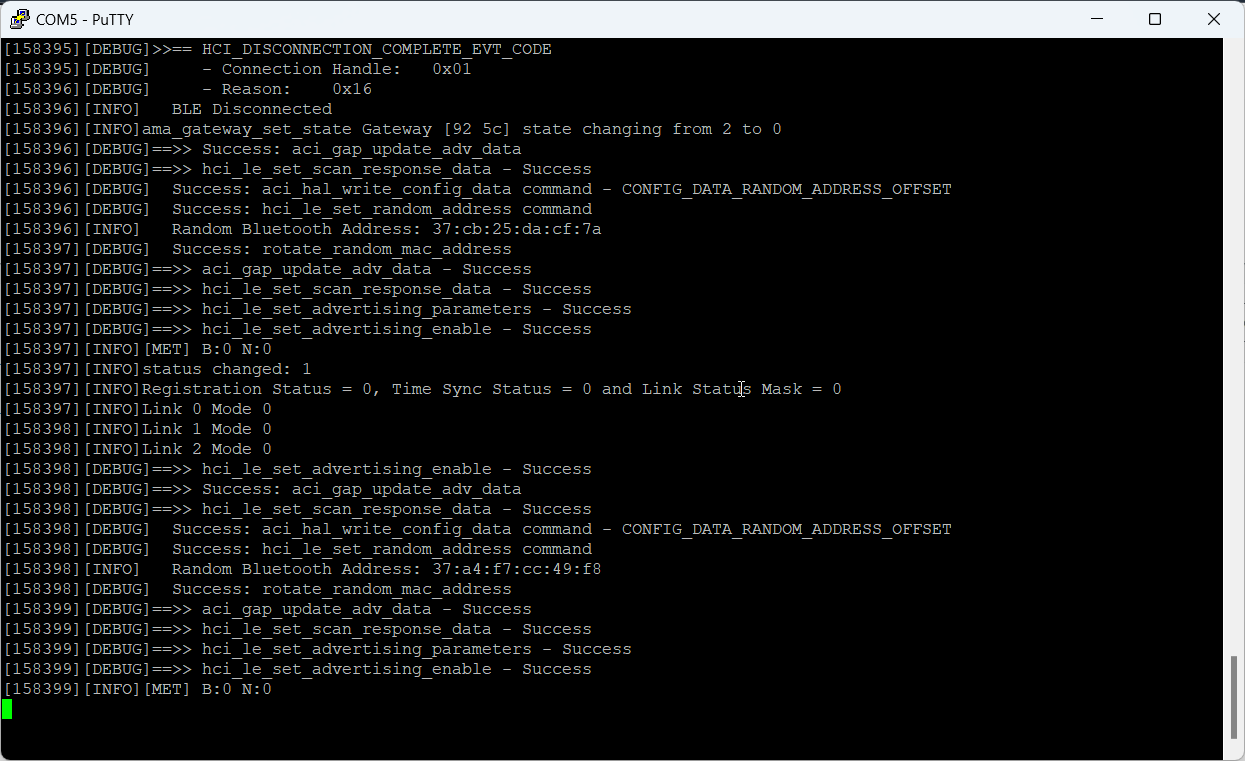 COM5 - PuTTY
[158395][DEBUG]>>== HCI_DISCONNECTION_COMPLETE_EVT_CODE
[158395][DEBUG]     - Connection Handle:   0x01
[158396][DEBUG]     - Reason:    0x16
[158396][INFO]   BLE Disconnected
[158396][INFO]ama_gateway_set_state Gateway [92 5c] state changing from 2 to 0
[158396][DEBUG]==>> Success: aci_gap_update_adv_data
[158396][DEBUG]==>> hci_le_set_scan_response_data - Success
[158396][DEBUG]  Success: aci_hal_write_config_data command - CONFIG_DATA_RANDOM_ADDRESS_OFFSET
[158396][DEBUG]  Success: hci_le_set_random_address command
[158396][INFO]   Random Bluetooth Address: 37:cb:25:da:cf:7a
[158397][DEBUG]  Success: rotate_random_mac_address
[158397][DEBUG]==>> aci_gap_update_adv_data - Success
[158397][DEBUG]==>> hci_le_set_scan_response_data - Success
[158397][DEBUG]==>> hci_le_set_advertising_parameters - Success
[158397][DEBUG]==>> hci_le_set_advertising_enable - Success
[158397][INFO][MET] B:0 N:0
[158397][INFO]status changed: 1
[158397][INFO]Registration Status = 0, Time Sync Status = 0 and Link Status Mask = 0
[158397][INFO]Link 0 Mode 0
[158398][INFO]Link 1 Mode 0
[158398][INFO]Link 2 Mode 0
[158398][DEBUG]==>> hci_le_set_advertising_enable - Success
[158398][DEBUG]==>> Success: aci_gap_update_adv_data
[158398][DEBUG]==>> hci_le_set_scan_response_data - Success
[158398][DEBUG]  Success: aci_hal_write_config_data command - CONFIG_DATA_RANDOM_ADDRESS_OFFSET
[158398][DEBUG]  Success: hci_le_set_random_address command
[158398][INFO]   Random Bluetooth Address: 37:a4:f7:cc:49:f8
[158398][DEBUG]  Success: rotate_random_mac_address
[158399][DEBUG]==>> aci_gap_update_adv_data - Success
[158399][DEBUG]==>> hci_le_set_scan_response_data - Success
[158399][DEBUG]==>> hci_le_set_advertising_parameters - Success
[158399][DEBUG]==>> hci_le_set_advertising_enable - Success
[158399][INFO][MET] B:0 N:0